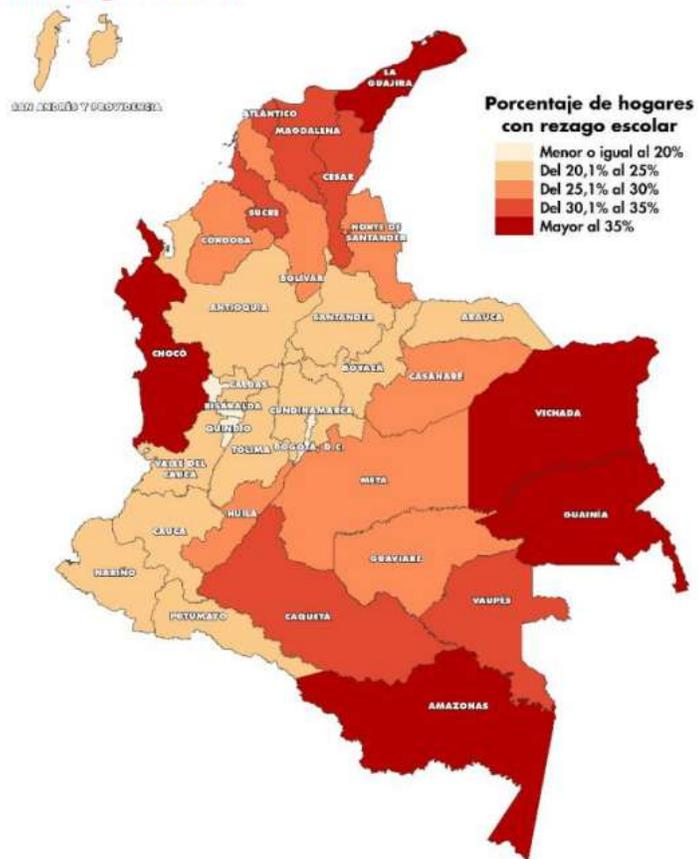 LA
GUAJIRA
SAN ANDRÉS Y PROVIDENCIA
Porcentaje de hogares
con rezago escolar
Menor o igual al 20%
Del 20,1% al 25%
Del 25,1% al 30%
Del 30,1% al 35%
Mayor al 35%
ATLÁNTICO
MAGDALENA
CESAR
SUCRE
NORTE DE
SANTANDER
CÓRDOBA
BOLÍVAR
ANTIOQUIA
SANTANDER
ARAUCA
CHOCÓ
BOYACÁ
CASANARE
CALDAS
RISARALDA
CUNDINAMARCA
VICHADA
QUINDÍO
TOLIMA
BOGOTÁ, D.C.
VALLE DEL
CAUCA
META
HUILA
GUAINÍA
CAUCA
GUAVIARE
NARIÑO
VAUPÉS
PUTUMAYO
CAQUETÁ
AMAZONAS